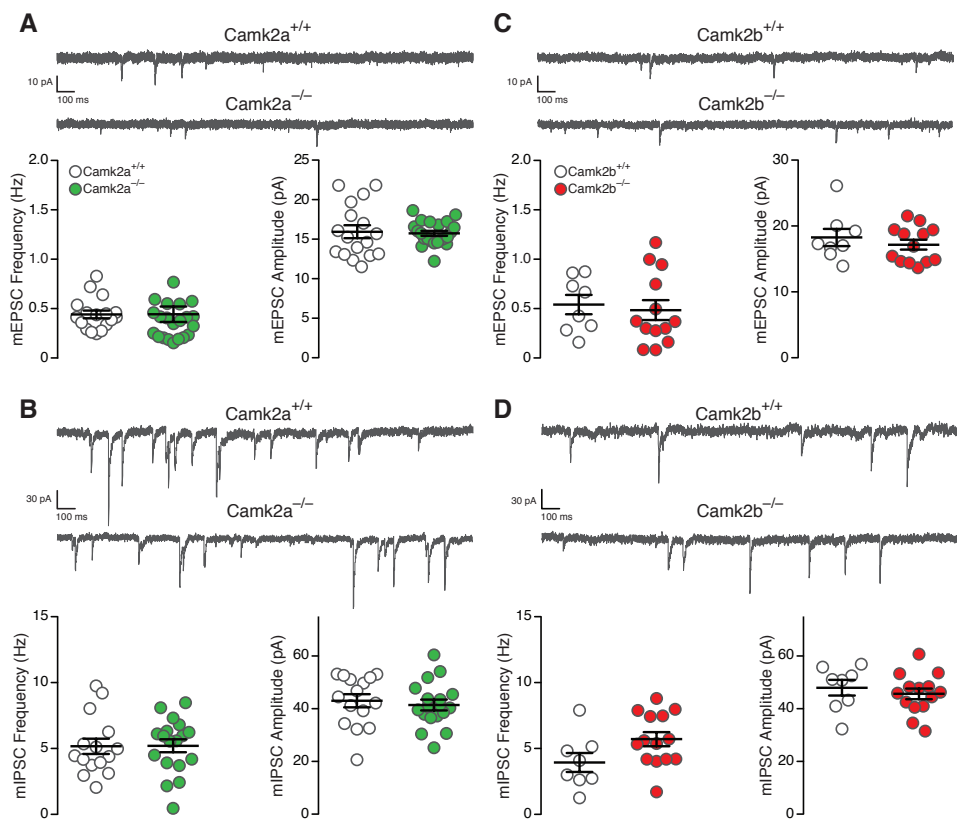 A
Camk2a+/+
10 pA
100 ms
Camk2a−/−
mEPSC Frequency (Hz)
2.0
1.5
1.0
0.5
0
Camk2a+/+
Camk2a−/−
mEPSC Amplitude (pA)
25
20
15
10
5
0
C
Camk2b+/+
10 pA
100 ms
Camk2b−/−
mEPSC Frequency (Hz)
2.0
1.5
1.0
0.5
0
Camk2b+/+
Camk2b−/−
mEPSC Amplitude (pA)
30
20
10
0
B
Camk2a+/+
30 pA
100 ms
Camk2a−/−
mIPSC Frequency (Hz)
15
10
5
0
mIPSC Amplitude (pA)
60
40
20
0
D
Camk2b+/+
30 pA
100 ms
Camk2b−/−
mIPSC Frequency (Hz)
15
10
5
0
mIPSC Amplitude (pA)
60
40
20
0